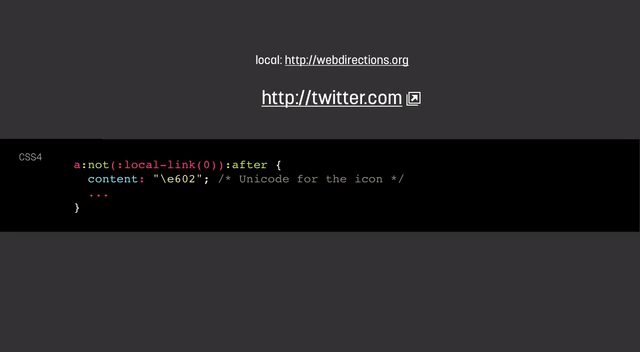 local: http://webdirections.org
http://twitter.com
CSS4
a:not(:local-link(0)):after {
content: "\e602"; /* Unicode for the icon */
...
}